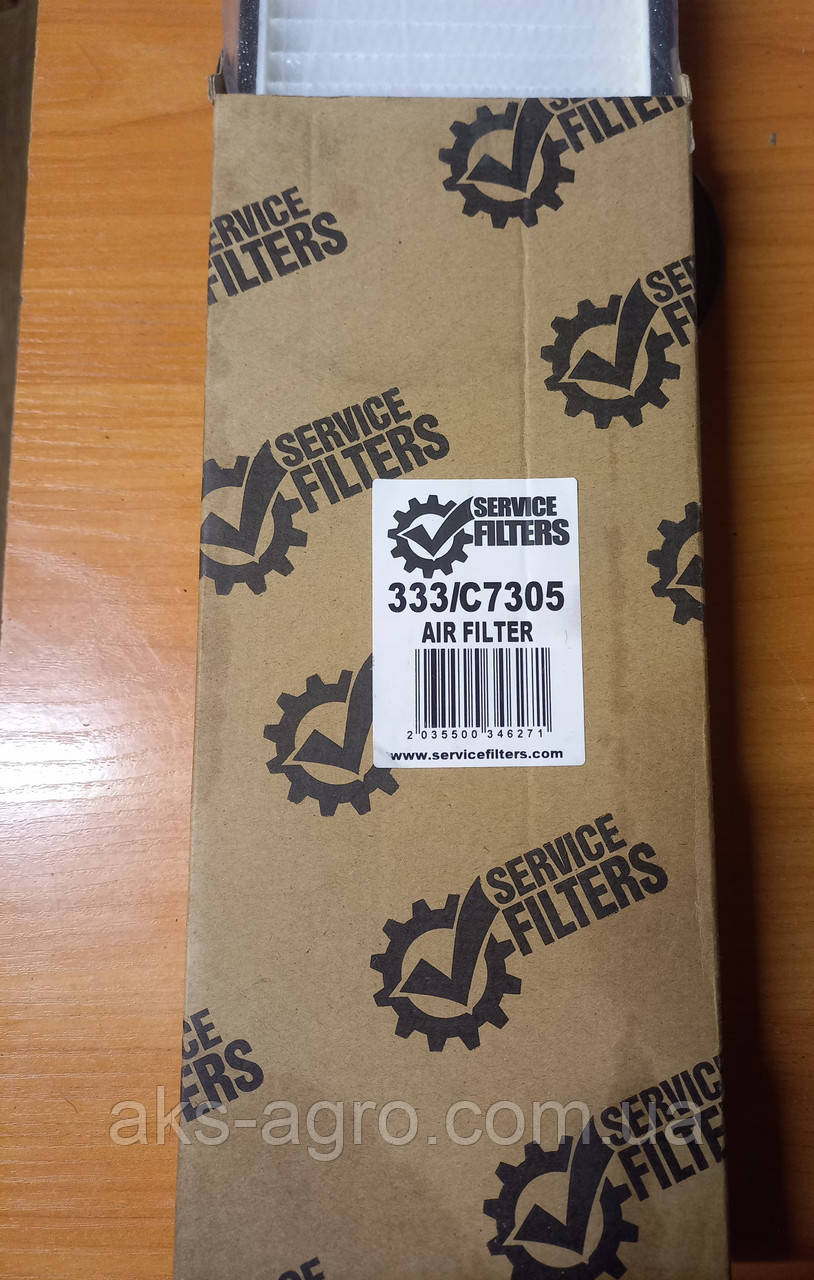 SERVICE
FILTERS
SERVICE
FILTERS
SERVICE
FILTERS
333/C7305
AIR FILTER
2 035500 346271
www.servicefilters.com
SERVICE
FILTERS
aks-agro.com.ua
SERVICE
FILTERS